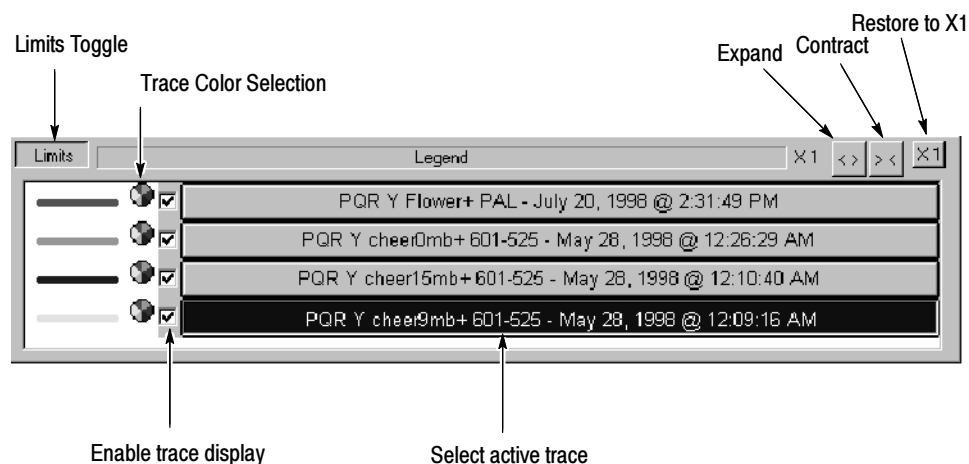 Restore to X1
Limits Toggle
Expand
Contract
Trace Color Selection
Limits
Legend
X1
< >
> <
X1
PQR Y Flower+ PAL - July 20, 1998 @ 2:31:49 PM
PQR Y cheer0mb+ 601-525 - May 28, 1998 @ 12:26:29 AM
PQR Y cheer15mb+ 601-525 - May 28, 1998 @ 12:10:40 AM
PQR Y cheer9mb+ 601-525 - May 28, 1998 @ 12:09:16 AM
Enable trace display
Select active trace